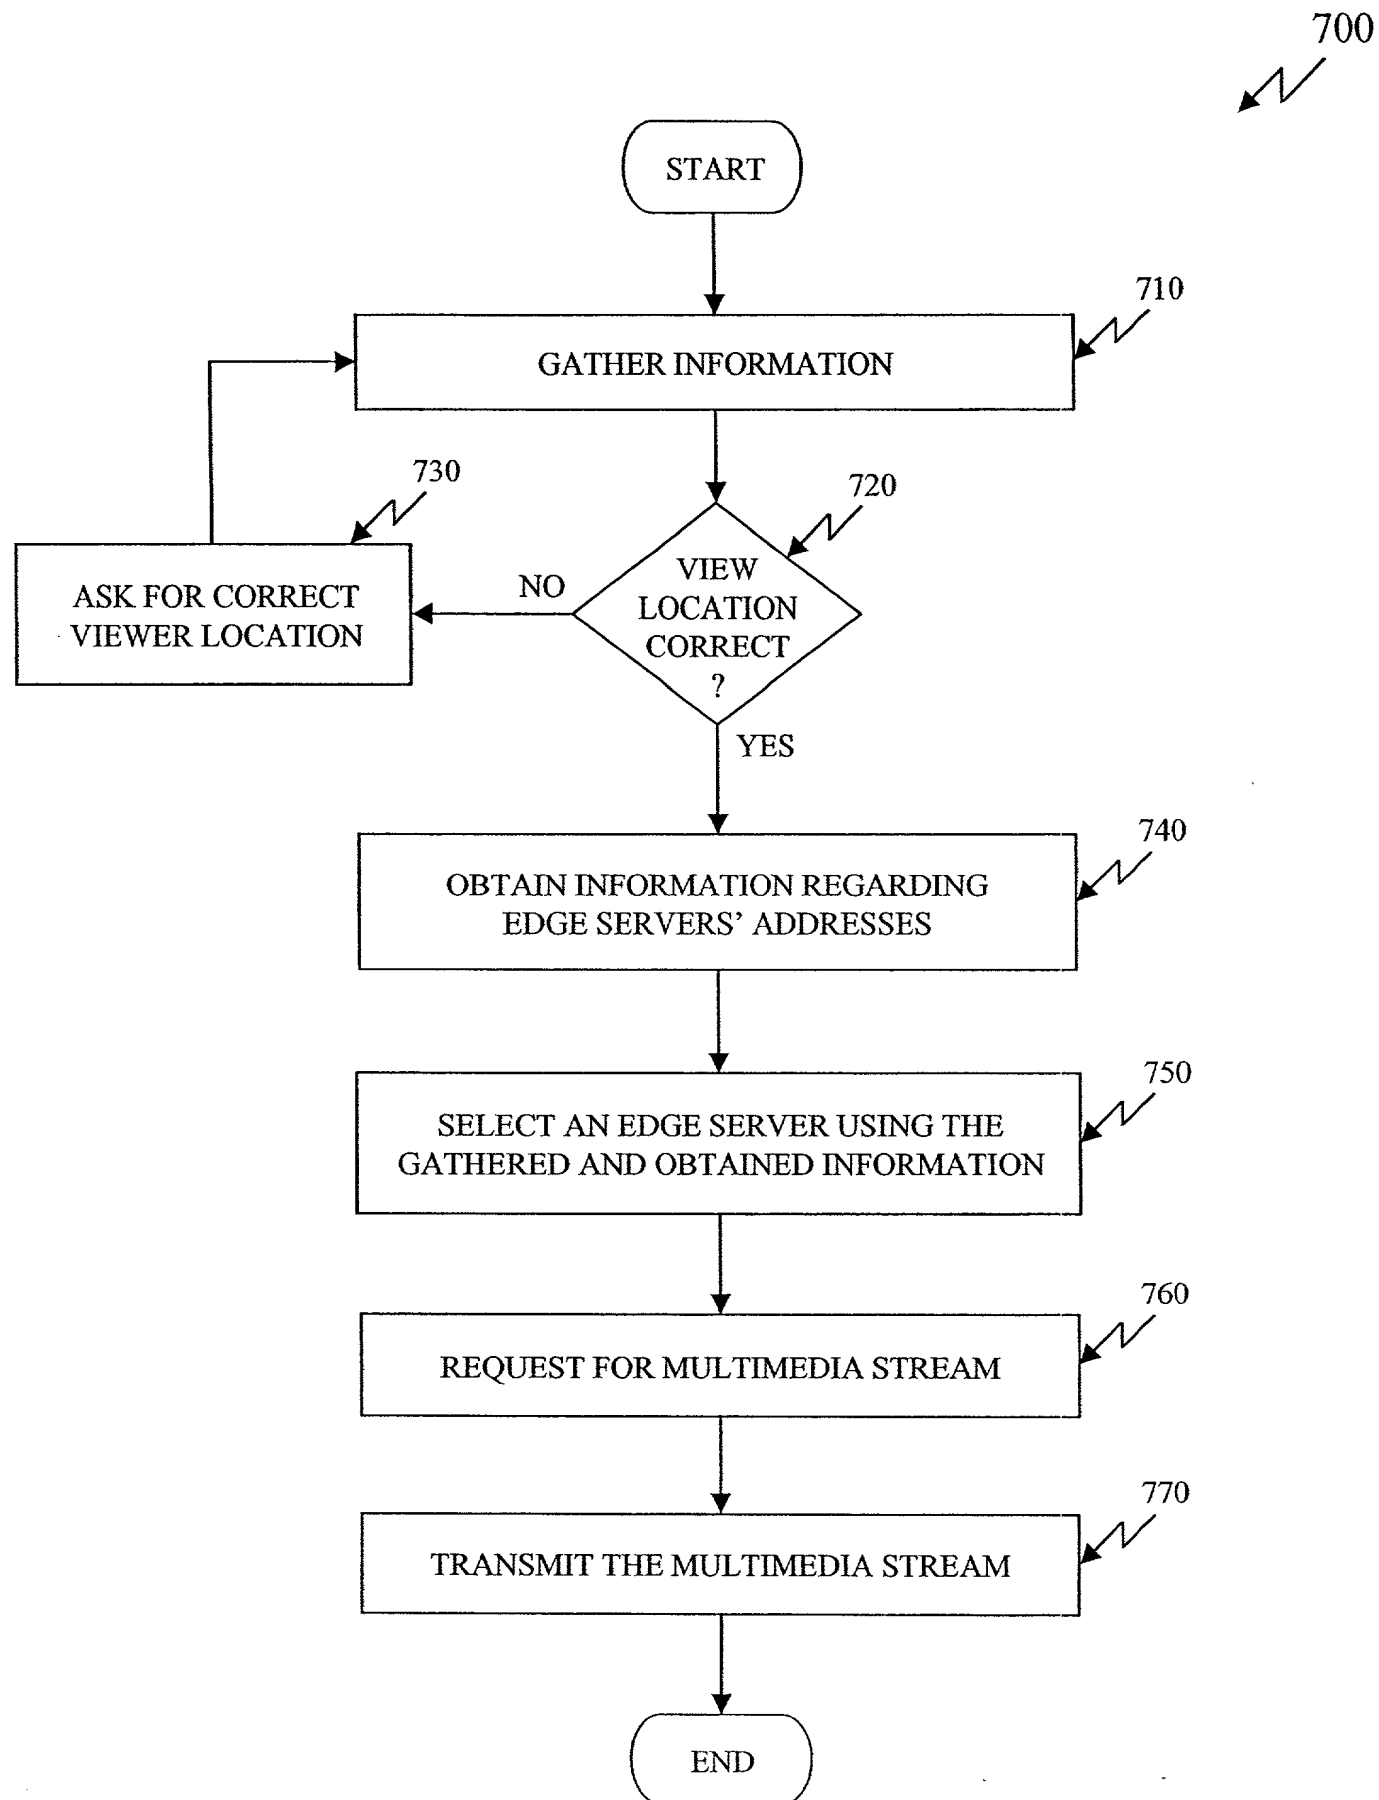 700
START
710
GATHER INFORMATION
730
720
ASK FOR CORRECT
VIEWER LOCATION
NO
VIEW
LOCATION
CORRECT
?
YES
740
OBTAIN INFORMATION REGARDING
EDGE SERVERS' ADDRESSES
750
SELECT AN EDGE SERVER USING THE
GATHERED AND OBTAINED INFORMATION
760
REQUEST FOR MULTIMEDIA STREAM
770
TRANSMIT THE MULTIMEDIA STREAM
END